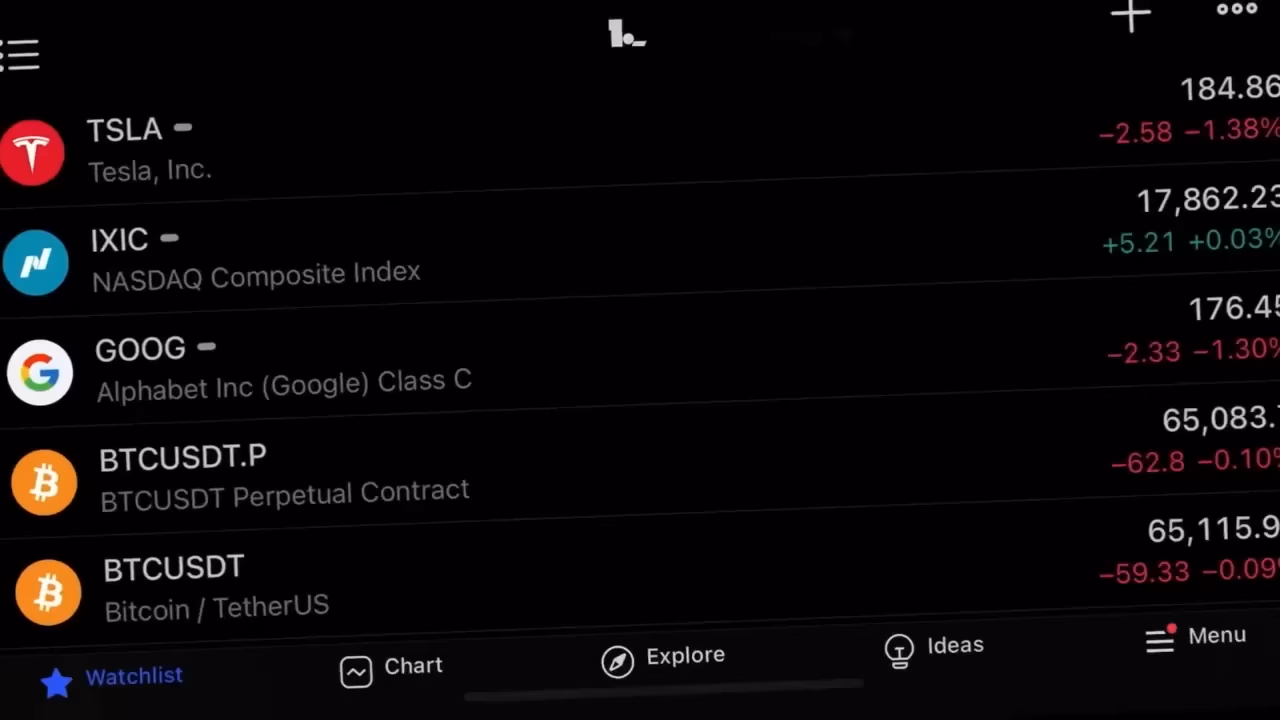 TSLA
184.86
Tesla, Inc.
−2.58 −1.38%
IXIC
17,862.23
NASDAQ Composite Index
+5.21 +0.03%
GOOG
176.45
Alphabet Inc (Google) Class C
−2.33 −1.30%
BTCUSDT.P
65,083.
BTCUSDT Perpetual Contract
−62.8 −0.10%
BTCUSDT
65,115.9
Bitcoin / TetherUS
−59.33 −0.09%
Watchlist
Chart
Explore
Ideas
Menu